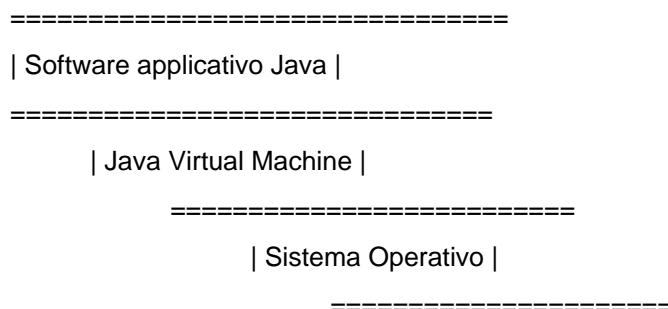 ================================
| Software applicativo Java |
===============================
| Java Virtual Machine |
==========================
| Sistema Operativo |
======================